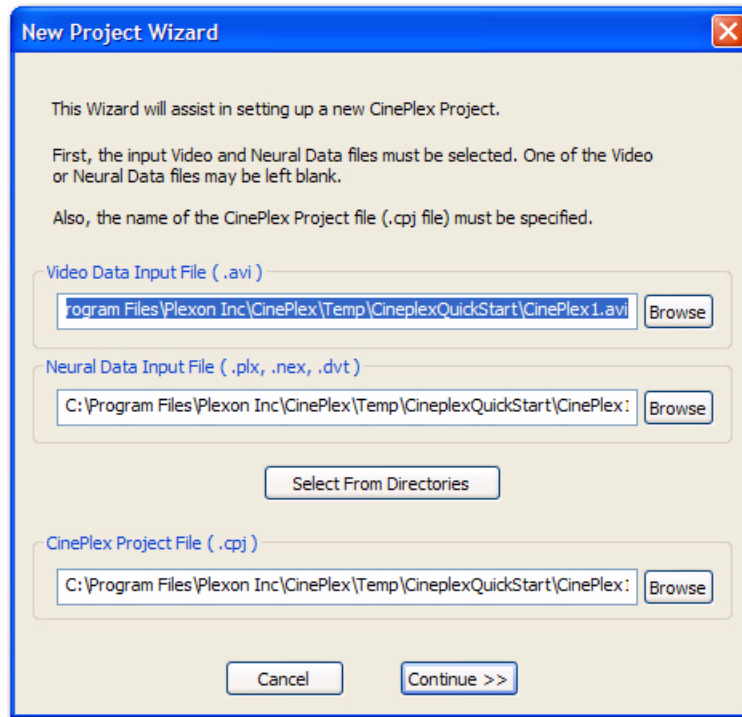 New Project Wizard
This Wizard will assist in setting up a new CinePlex Project.
First, the input Video and Neural Data files must be selected. One of the Video
or Neural Data files may be left blank.
Also, the name of the CinePlex Project file (.cpj file) must be specified.
Video Data Input File ( .avi )
rogram Files\Plexon Inc\CinePlex\Temp\CineplexQuickStart\CinePlex1.avi Browse
Neural Data Input File ( .plx, .nex, .dvt )
C:\Program Files\Plexon Inc\CinePlex\Temp\CineplexQuickStart\CinePlex1 Browse
Select From Directories
CinePlex Project File ( .cpj )
C:\Program Files\Plexon Inc\CinePlex\Temp\CineplexQuickStart\CinePlex1 Browse
Cancel Continue >>